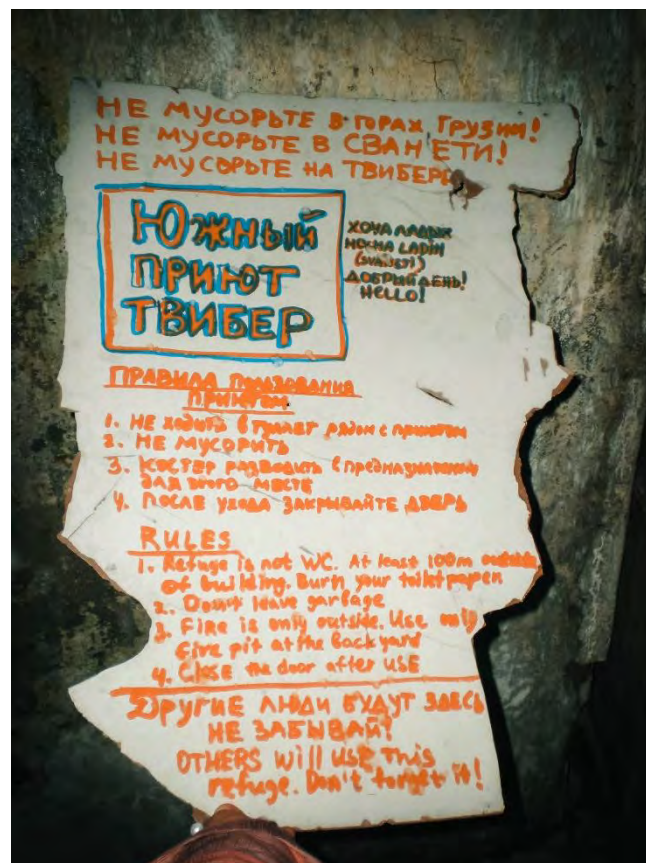 НЕ МУСОРЬТЕ В ГОРАХ ГРУЗИИ!
НЕ МУСОРЬТЕ В СВАНЕТИ!
НЕ МУСОРЬТЕ НА ТВИБЕРЕ
ЮЖНЫЙ
ПРИЮТ
ТВИБЕР
ХОЧА ЛАДЕХ
HOCHA LADIH
(SVANETI)
ДОБРЫЙ ДЕНЬ!
HELLO!
ПРАВИЛА ПОЛЬЗОВАНИЯ
ПРИЮТОМ
1. НЕ ХОДИТЬ В ТУАЛЕТ РЯДОМ С ПРИЮТОМ
2. НЕ МУСОРИТЬ
3. КОСТЕР РАЗВОДИТЬ В ПРЕДНАЗНАЧЕННОМ
ДЛЯ ЭТОГО МЕСТЕ
4. ПОСЛЕ УХОДА ЗАКРЫВАЙТЕ ДВЕРЬ
RULES
1. Refuge is not WC. At least 100m outside
of building. Burn your toilet paper
2. Don't leave garbage
3. FIRE is only outside. Use only
fire pit at the backyard
4. CLOSE the door after USE
ДРУГИЕ ЛЮДИ БУДУТ ЗДЕСЬ
НЕ ЗАБЫВАЙ!
OTHERS Will USE This
refuge. Don't forget it!